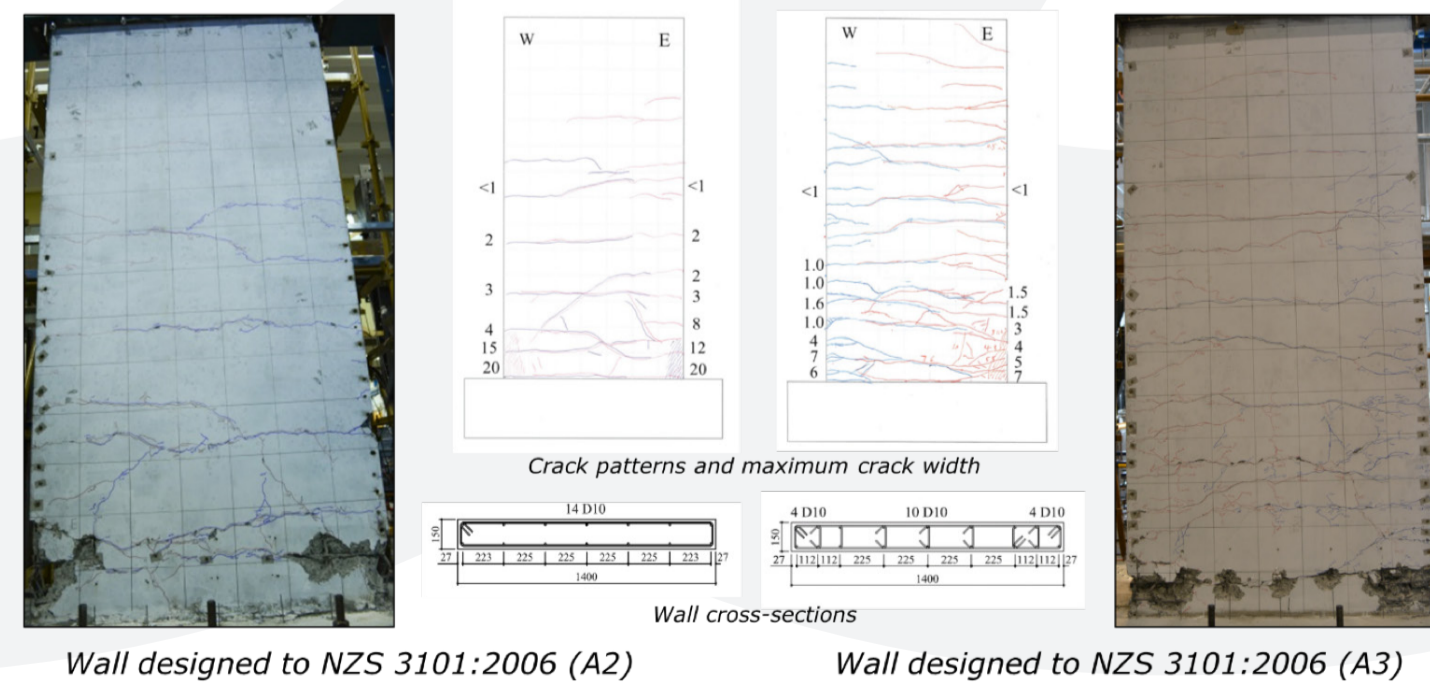 W E
<1 <1
2 2
2
3 3
8
4
15 12
20 20
W E
<1 <1
1.0
1.0 1.5
1.6 1.5
1.0 3
4 4
7 5
6 7
Crack patterns and maximum crack width
14 D10
150
27 223 225 225 225 225 223 27
1400
4 D10 10 D10 4 D10
150
27 112 112 225 225 225 225 112 112 27
1400
Wall cross-sections
Wall designed to NZS 3101:2006 (A2)
Wall designed to NZS 3101:2006 (A3)